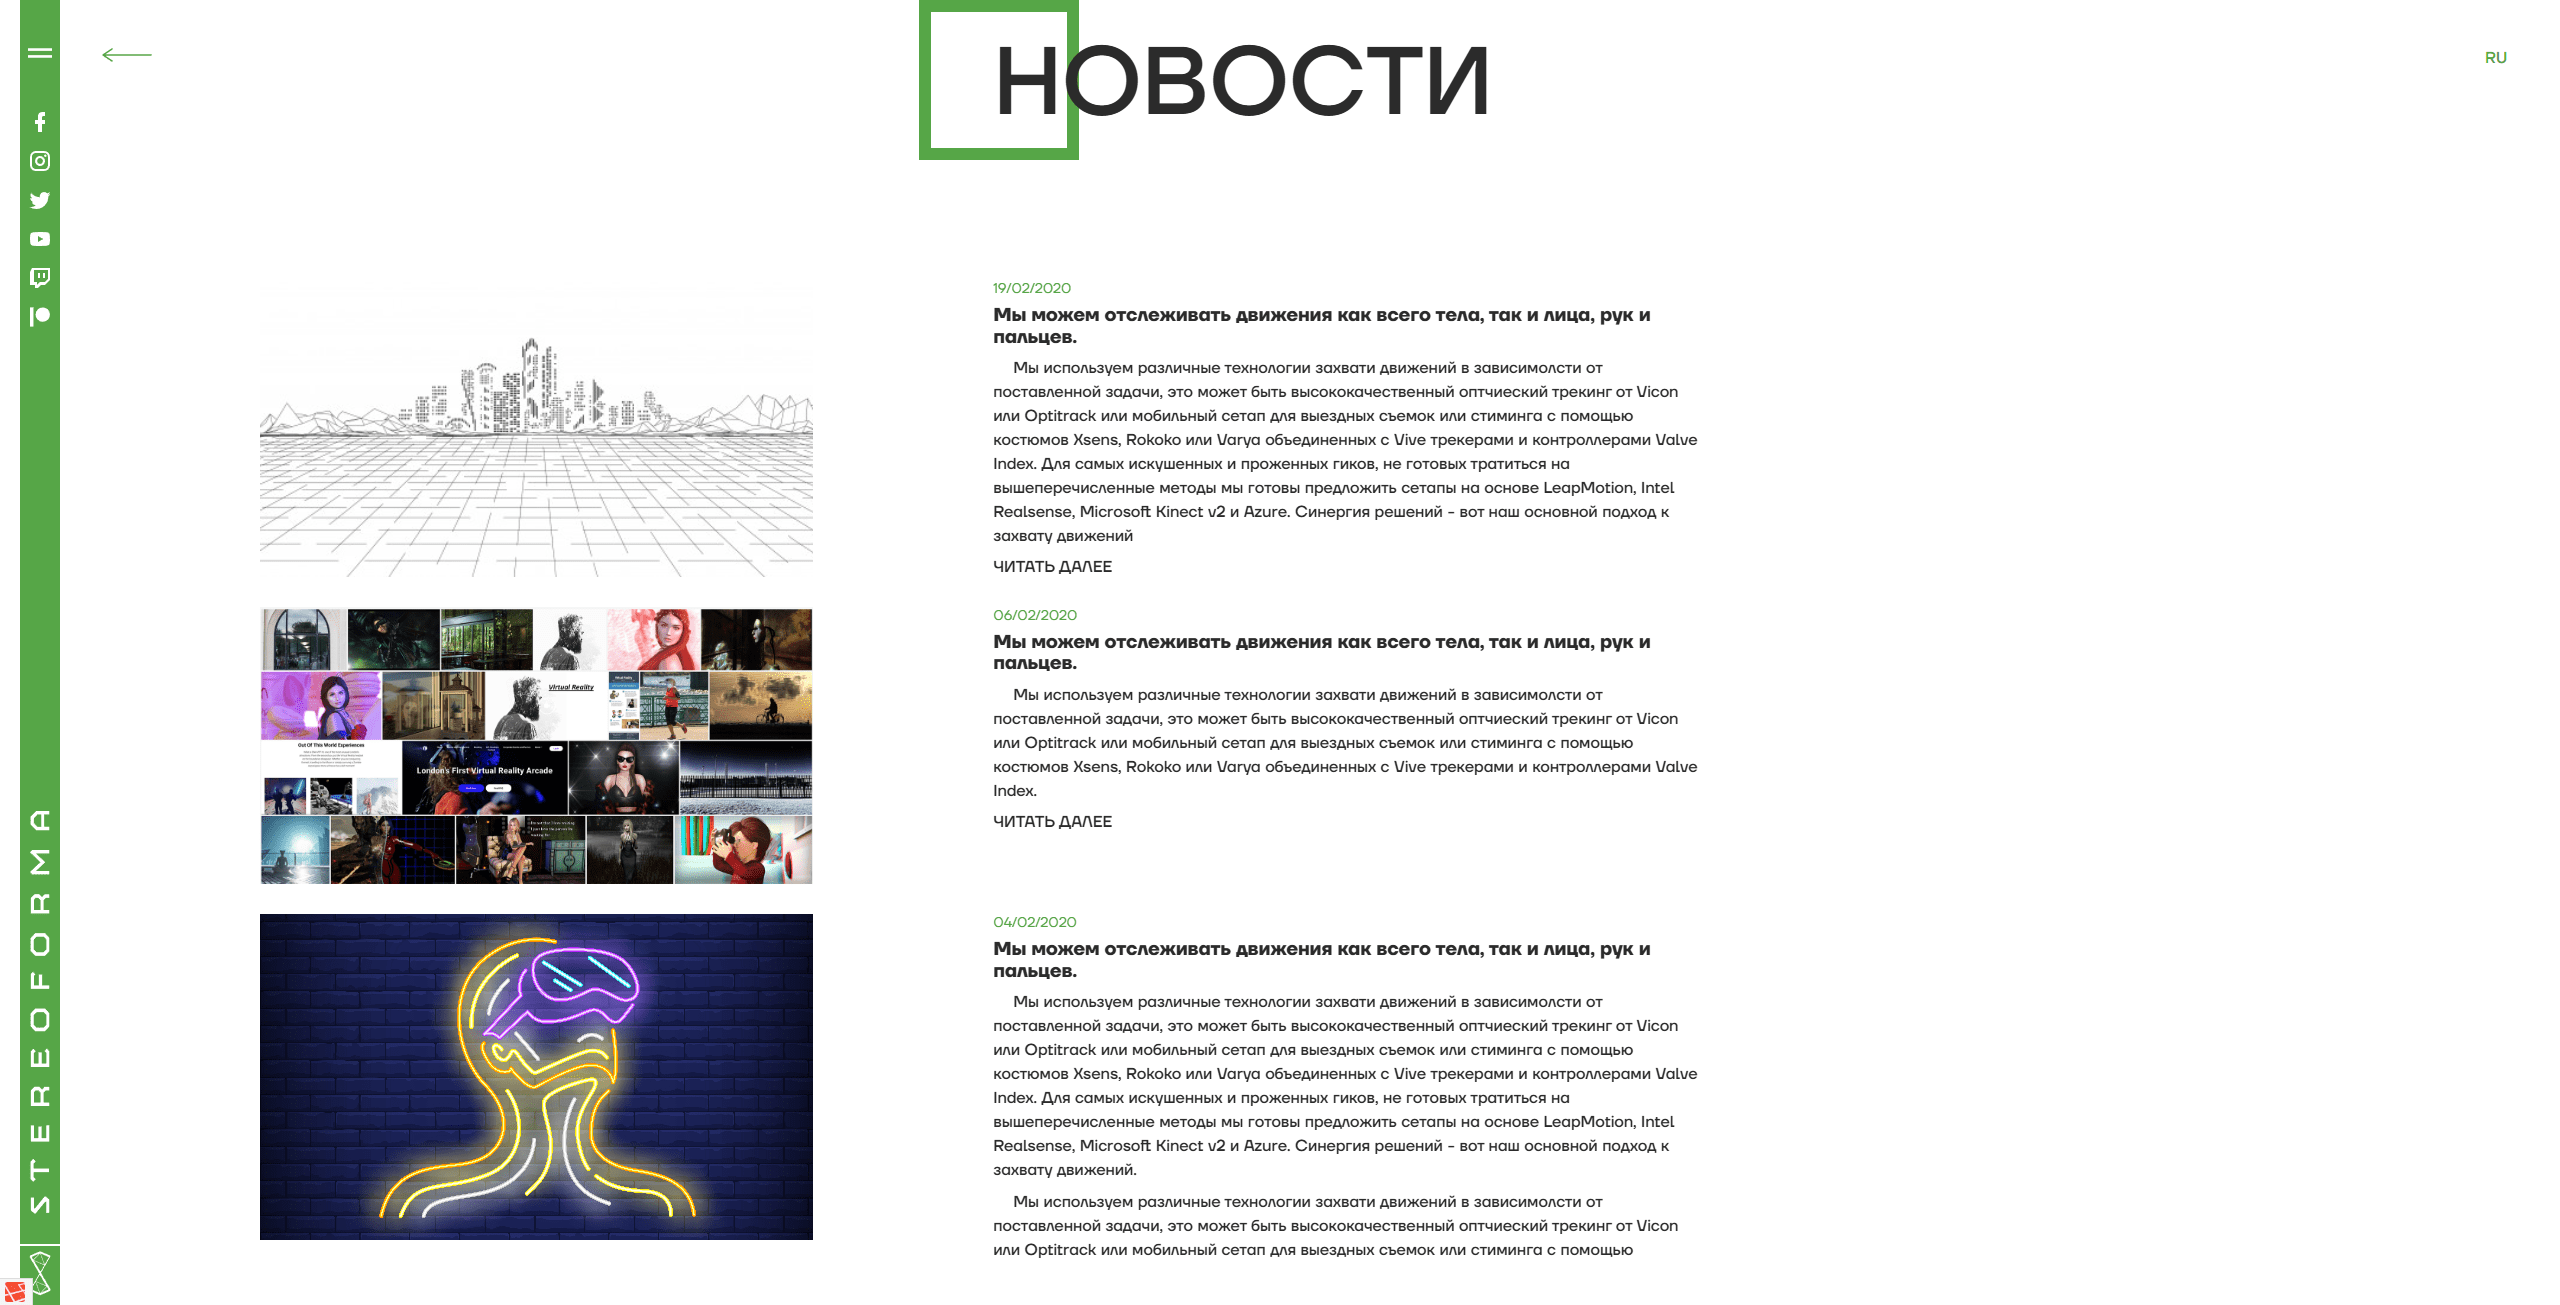 НОВОСТИ
RU
STEREOFORMA
19/02/2020
Мы можем отслеживать движения как всего тела, так и лица, рук и
пальцев.
Мы используем различные технологии захвати движений в зависимолсти от
поставленной задачи, это может быть высококачественный оптчиеский трекинг от Vicon
или Optitrack или мобильный сетап для выездных съемок или стиминга с помощью
костюмов Xsens, Rokoko или Varya объединенных с Vive трекерами и контроллерами Valve
Index. Для самых искушенных и проженных гиков, не готовых тратиться на
вышеперечисленные методы мы готовы предложить сетапы на основе LeapMotion, Intel
Realsense, Microsoft Kinect v2 и Azure. Синергия решений - вот наш основной подход к
захвату движений
ЧИТАТЬ ДАЛЕЕ
Virtual Reality
Out Of This World Experiences
London's First Virtual Reality Arcade
06/02/2020
Мы можем отслеживать движения как всего тела, так и лица, рук и
пальцев.
Мы используем различные технологии захвати движений в зависимолсти от
поставленной задачи, это может быть высококачественный оптчиеский трекинг от Vicon
или Optitrack или мобильный сетап для выездных съемок или стиминга с помощью
костюмов Xsens, Rokoko или Varya объединенных с Vive трекерами и контроллерами Valve
Index.
ЧИТАТЬ ДАЛЕЕ
04/02/2020
Мы можем отслеживать движения как всего тела, так и лица, рук и
пальцев.
Мы используем различные технологии захвати движений в зависимолсти от
поставленной задачи, это может быть высококачественный оптчиеский трекинг от Vicon
или Optitrack или мобильный сетап для выездных съемок или стиминга с помощью
костюмов Xsens, Rokoko или Varya объединенных с Vive трекерами и контроллерами Valve
Index. Для самых искушенных и проженных гиков, не готовых тратиться на
вышеперечисленные методы мы готовы предложить сетапы на основе LeapMotion, Intel
Realsense, Microsoft Kinect v2 и Azure. Синергия решений - вот наш основной подход к
захвату движений.
Мы используем различные технологии захвати движений в зависимолсти от
поставленной задачи, это может быть высококачественный оптчиеский трекинг от Vicon
или Optitrack или мобильный сетап для выездных съемок или стиминга с помощью